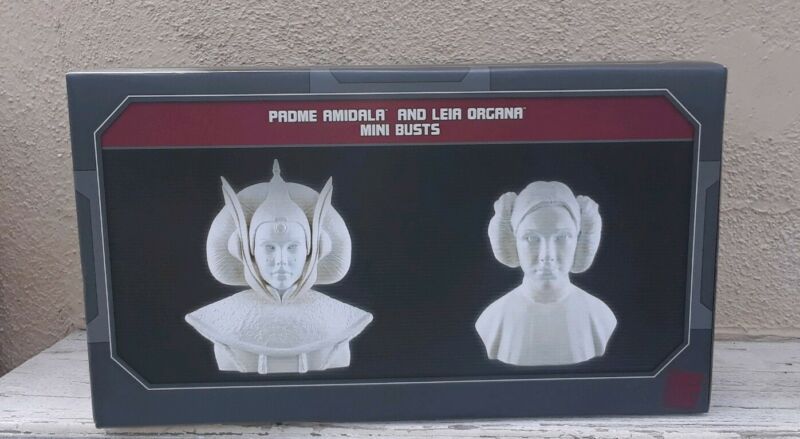 PADME AMIDALA™ AND LEIA ORGANA™
MINI BUSTS